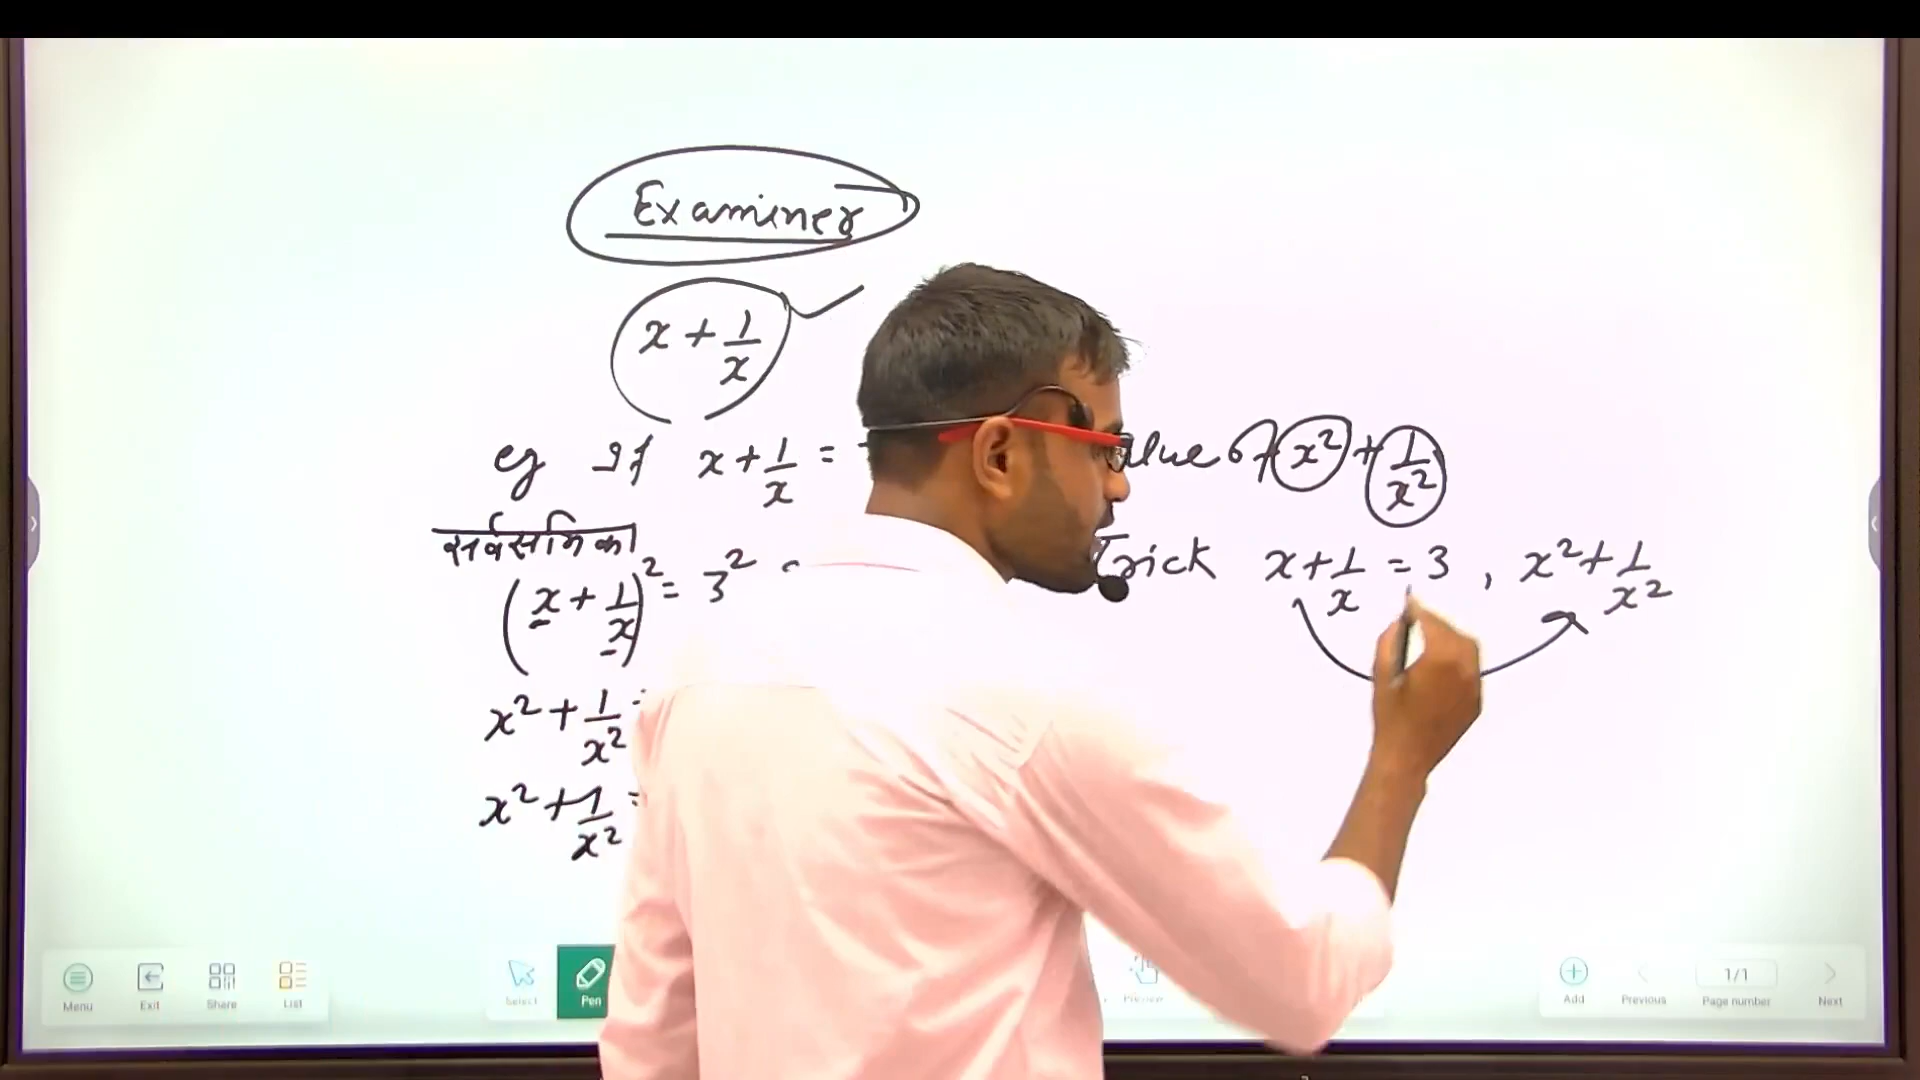 Examiner
x + 1/x
eg If x + 1/x = value of x² + 1/x²
सर्वसमिका
(x + 1/x)² = 3²
Trick x + 1/x = 3 , x² + 1/x²
x² + 1/x² =
x² + 1/x² =
Menu Exit Share List Select Pen Preview Add Previous 1/1 Page number Next